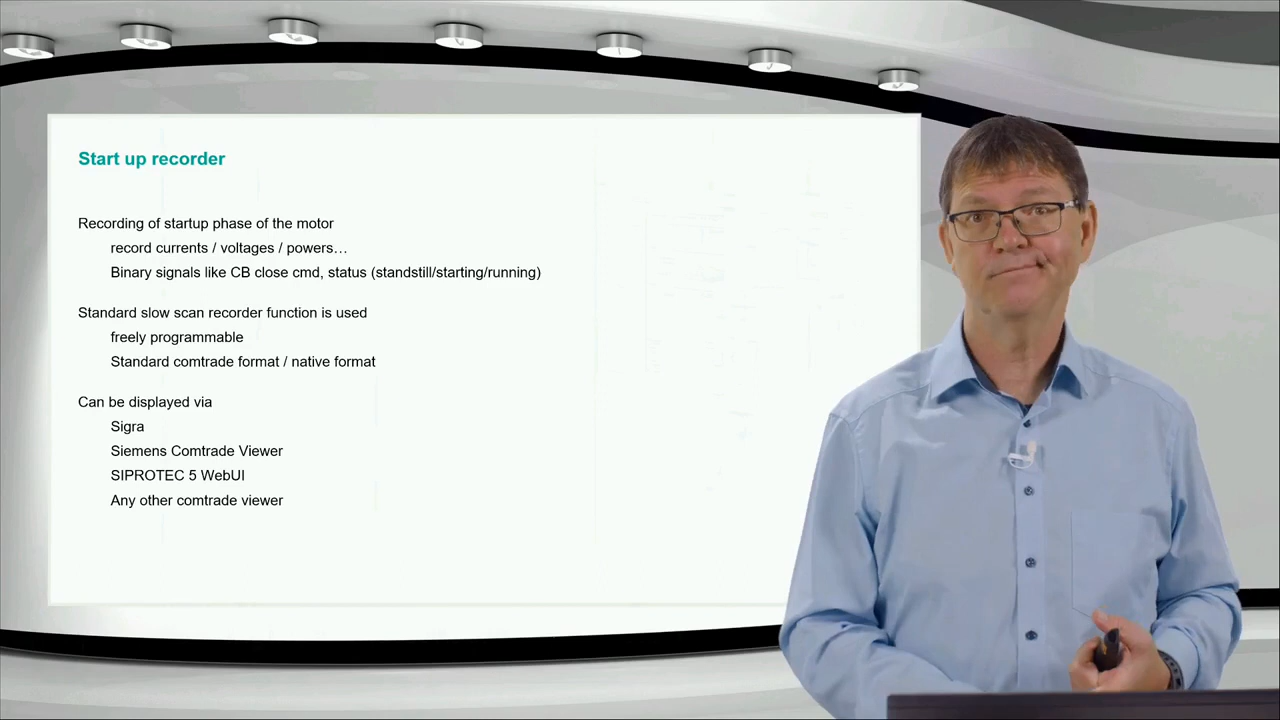 Start up recorder
Recording of startup phase of the motor
record currents / voltages / powers…
Binary signals like CB close cmd, status (standstill/starting/running)
Standard slow scan recorder function is used
freely programmable
Standard comtrade format / native format
Can be displayed via
Sigra
Siemens Comtrade Viewer
SIPROTEC 5 WebUI
Any other comtrade viewer